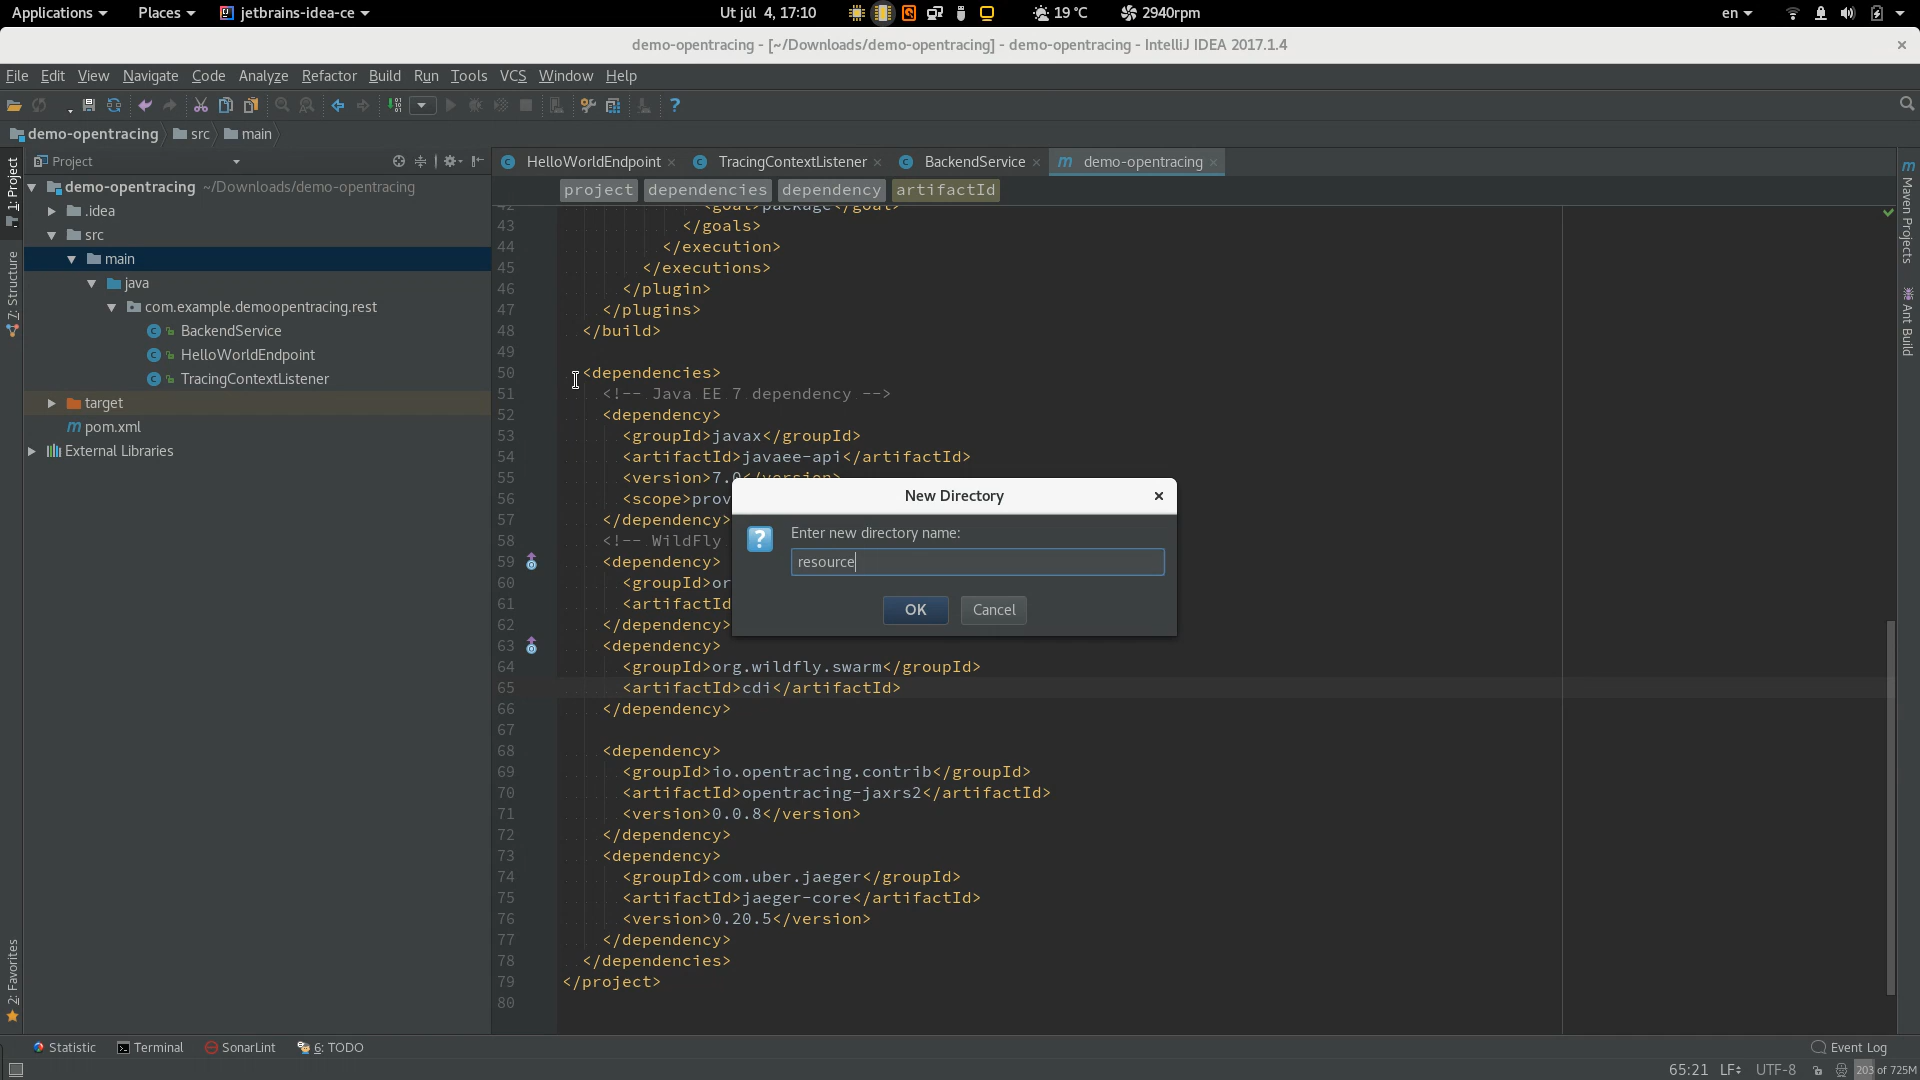 Applications Places jetbrains-idea-ce Ut júl 4, 17:10 19 °C 2940rpm en
demo-opentracing - [~/Downloads/demo-opentracing] - demo-opentracing - IntelliJ IDEA 2017.1.4
File Edit View Navigate Code Analyze Refactor Build Run Tools VCS Window Help
demo-opentracing src main
1: Project
7: Structure
2: Favorites
Project
demo-opentracing ~/Downloads/demo-opentracing
.idea
src
main
java
com.example.demoopentracing.rest
BackendService
HelloWorldEndpoint
TracingContextListener
target
pom.xml
External Libraries
HelloWorldEndpoint TracingContextListener BackendService demo-opentracing
project dependencies dependency artifactId
42 <goal>package</goal>
43 </goals>
44 </execution>
45 </executions>
46 </plugin>
47 </plugins>
48 </build>
49
50 <dependencies>
51 <!-- Java EE 7 dependency -->
52 <dependency>
53 <groupId>javax</groupId>
54 <artifactId>javaee-api</artifactId>
55 <version>7.0</version>
56 <scope>prov
57 </dependency>
58 <!-- WildFly
59 <dependency>
60 <groupId>or
61 <artifactId
62 </dependency>
63 <dependency>
64 <groupId>org.wildfly.swarm</groupId>
65 <artifactId>cdi</artifactId>
66 </dependency>
67
68 <dependency>
69 <groupId>io.opentracing.contrib</groupId>
70 <artifactId>opentracing-jaxrs2</artifactId>
71 <version>0.0.8</version>
72 </dependency>
73 <dependency>
74 <groupId>com.uber.jaeger</groupId>
75 <artifactId>jaeger-core</artifactId>
76 <version>0.20.5</version>
77 </dependency>
78 </dependencies>
79 </project>
80
New Directory
Enter new directory name:
resource
OK Cancel
Maven Projects
Ant Build
Statistic Terminal SonarLint 6: TODO Event Log
65:21 LF UTF-8 203 of 725M